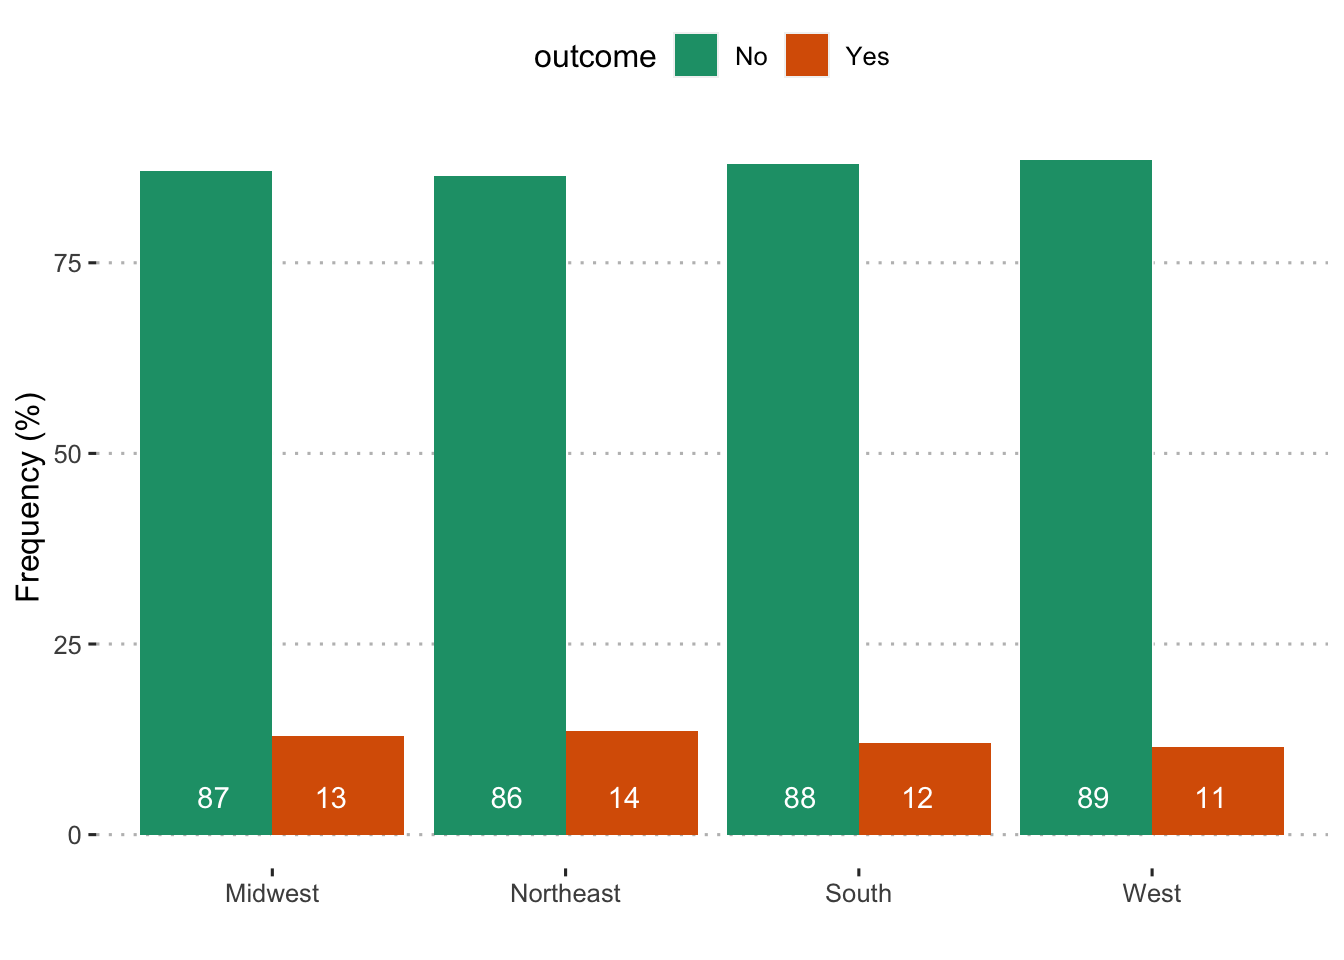 outcome No Yes
75
50
25
0
Frequency (%)
87 13 86 14 88 12 89 11
Midwest Northeast South West